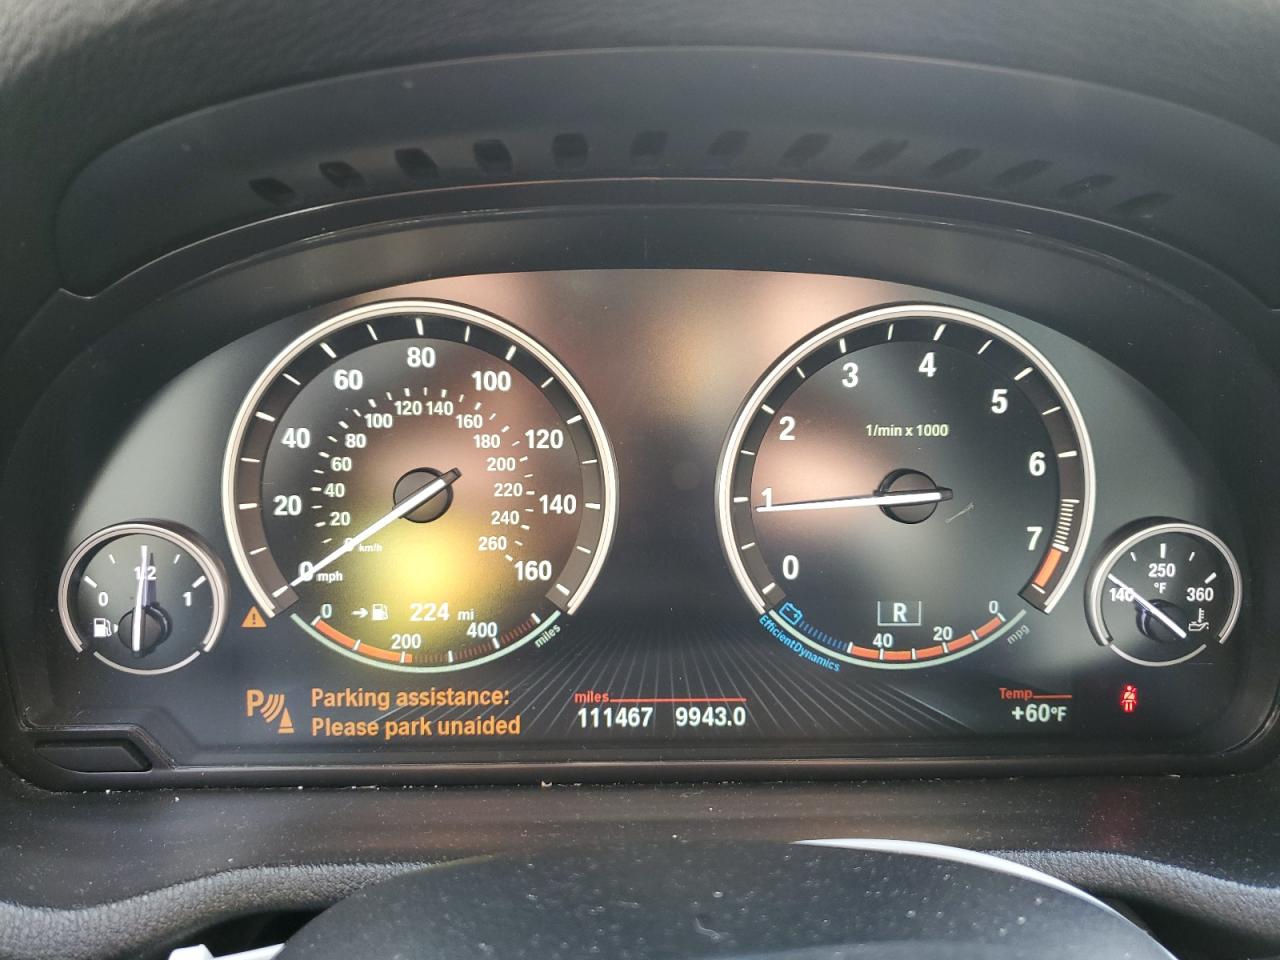 0
1/2
1
0 mph
20
40
60
80
100
120
140
160
km/h
20
40
60
80
100
120
140
160
180
200
220
240
260
224 mi
0
200
400
miles
0
1
2
3
4
5
6
7
1/min x 1000
R
EfficientDynamics
40
20
0
mpg
140
250
°F
360
P
Parking assistance:
Please park unaided
miles
111467 9943.0
Temp
+60°F